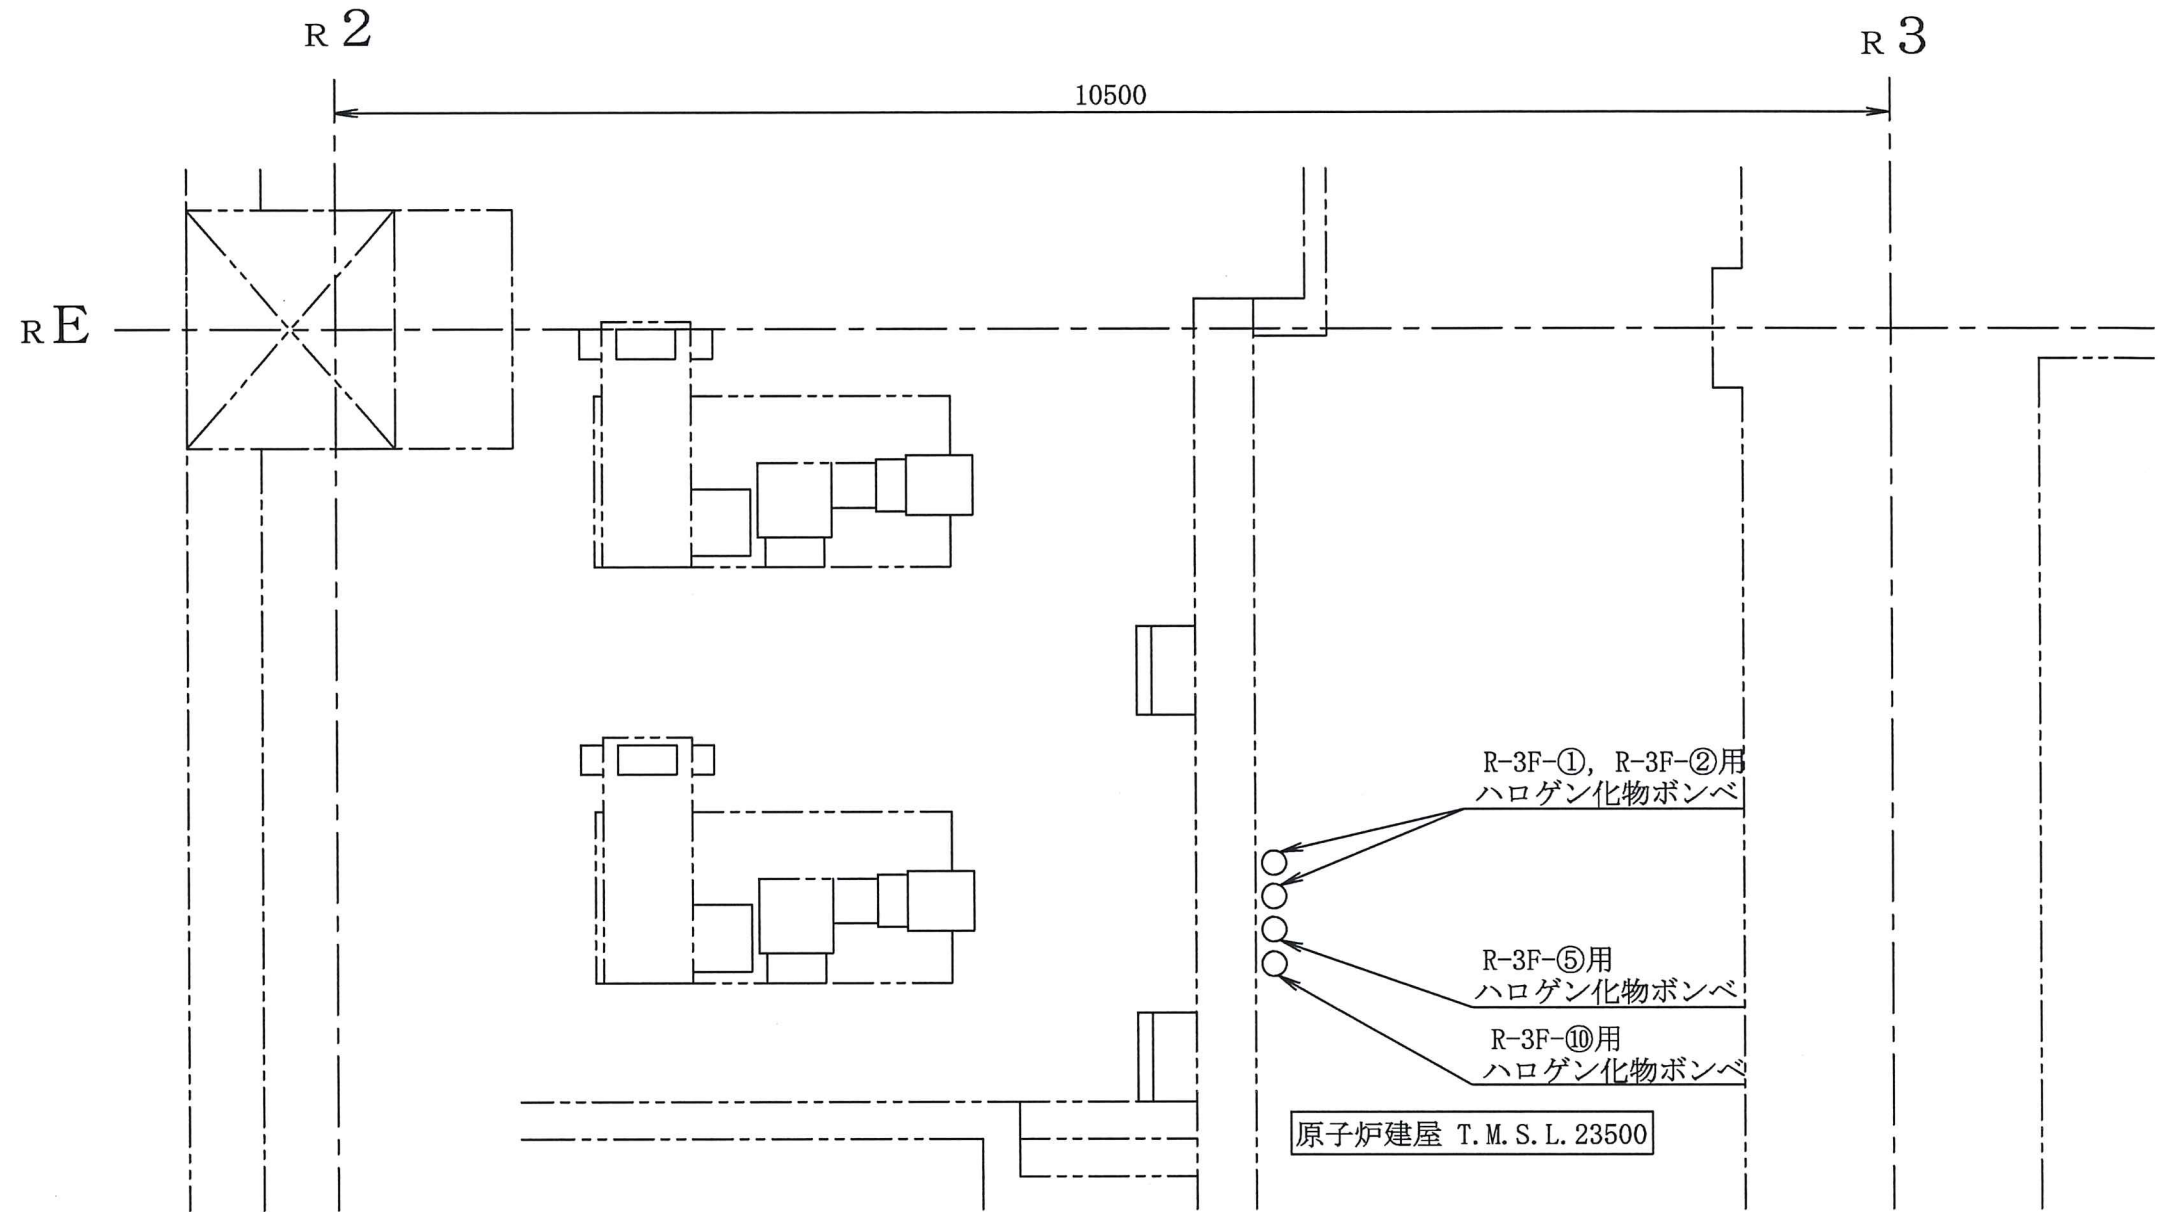 R2
R3
10500
RE
R-3F-①, R-3F-②用
ハロゲン化物ボンベ
R-3F-⑤用
ハロゲン化物ボンベ
R-3F-⑩用
ハロゲン化物ボンベ
原子炉建屋 T.M.S.L.23500